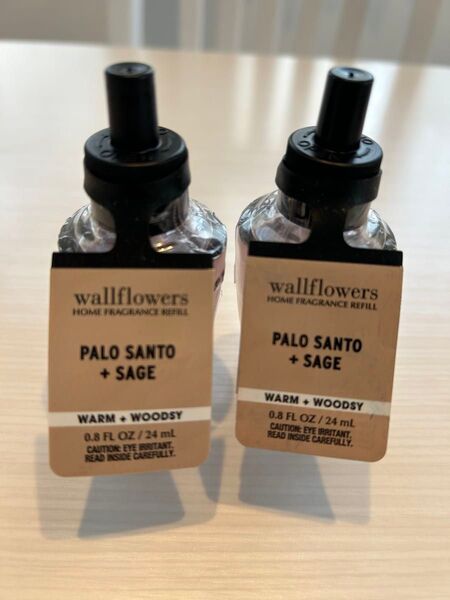 wallflowers
HOME FRAGRANCE REFILL
PALO SANTO
+ SAGE
WARM + WOODSY
0.8 FL OZ / 24 mL
CAUTION: EYE IRRITANT.
READ INSIDE CAREFULLY.
wallflowers
HOME FRAGRANCE REFILL
PALO SANTO
+ SAGE
WARM + WOODSY
0.8 FL OZ / 24 mL
CAUTION: EYE IRRITANT.
READ INSIDE CAREFULLY.